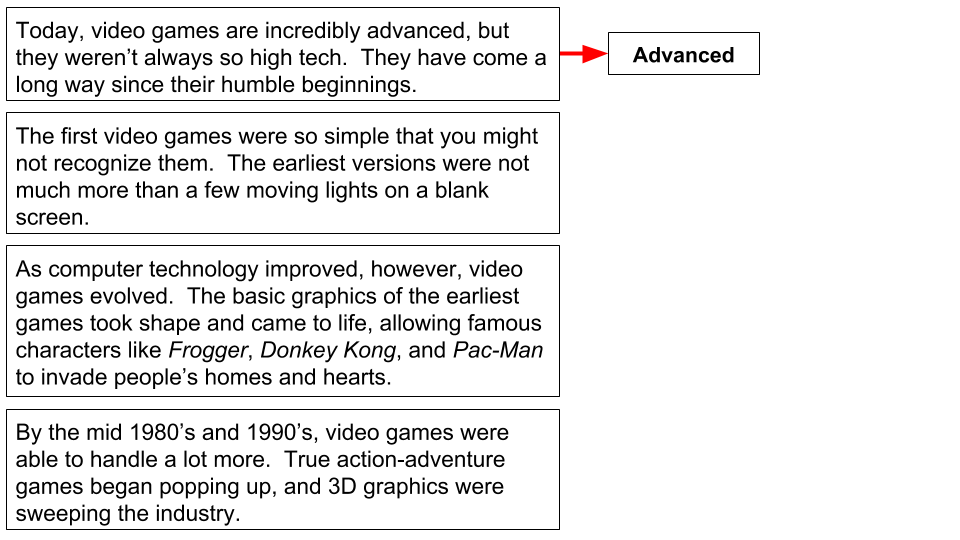 Today, video games are incredibly advanced, but
they weren't always so high tech.  They have come a
long way since their humble beginnings.
Advanced
The first video games were so simple that you might
not recognize them.  The earliest versions were not
much more than a few moving lights on a blank
screen.
As computer technology improved, however, video
games evolved.  The basic graphics of the earliest
games took shape and came to life, allowing famous
characters like Frogger, Donkey Kong, and Pac-Man
to invade people's homes and hearts.
By the mid 1980's and 1990's, video games were
able to handle a lot more.  True action-adventure
games began popping up, and 3D graphics were
sweeping the industry.